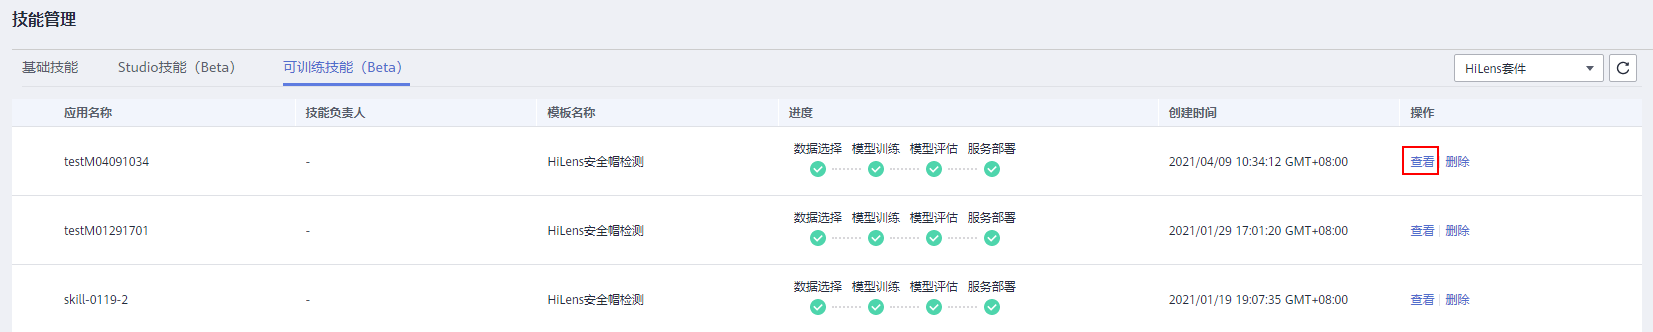 技能管理
基础技能 Studio技能（Beta） 可训练技能（Beta） HiLens套件
应用名称 技能负责人 模板名称 进度 创建时间 操作
数据选择 模型训练 模型评估 服务部署
testM04091034 - HiLens安全帽检测 2021/04/09 10:34:12 GMT+08:00 查看 删除
数据选择 模型训练 模型评估 服务部署
testM01291701 - HiLens安全帽检测 2021/01/29 17:01:20 GMT+08:00 查看 删除
数据选择 模型训练 模型评估 服务部署
skill-0119-2 - HiLens安全帽检测 2021/01/19 19:07:35 GMT+08:00 查看 删除